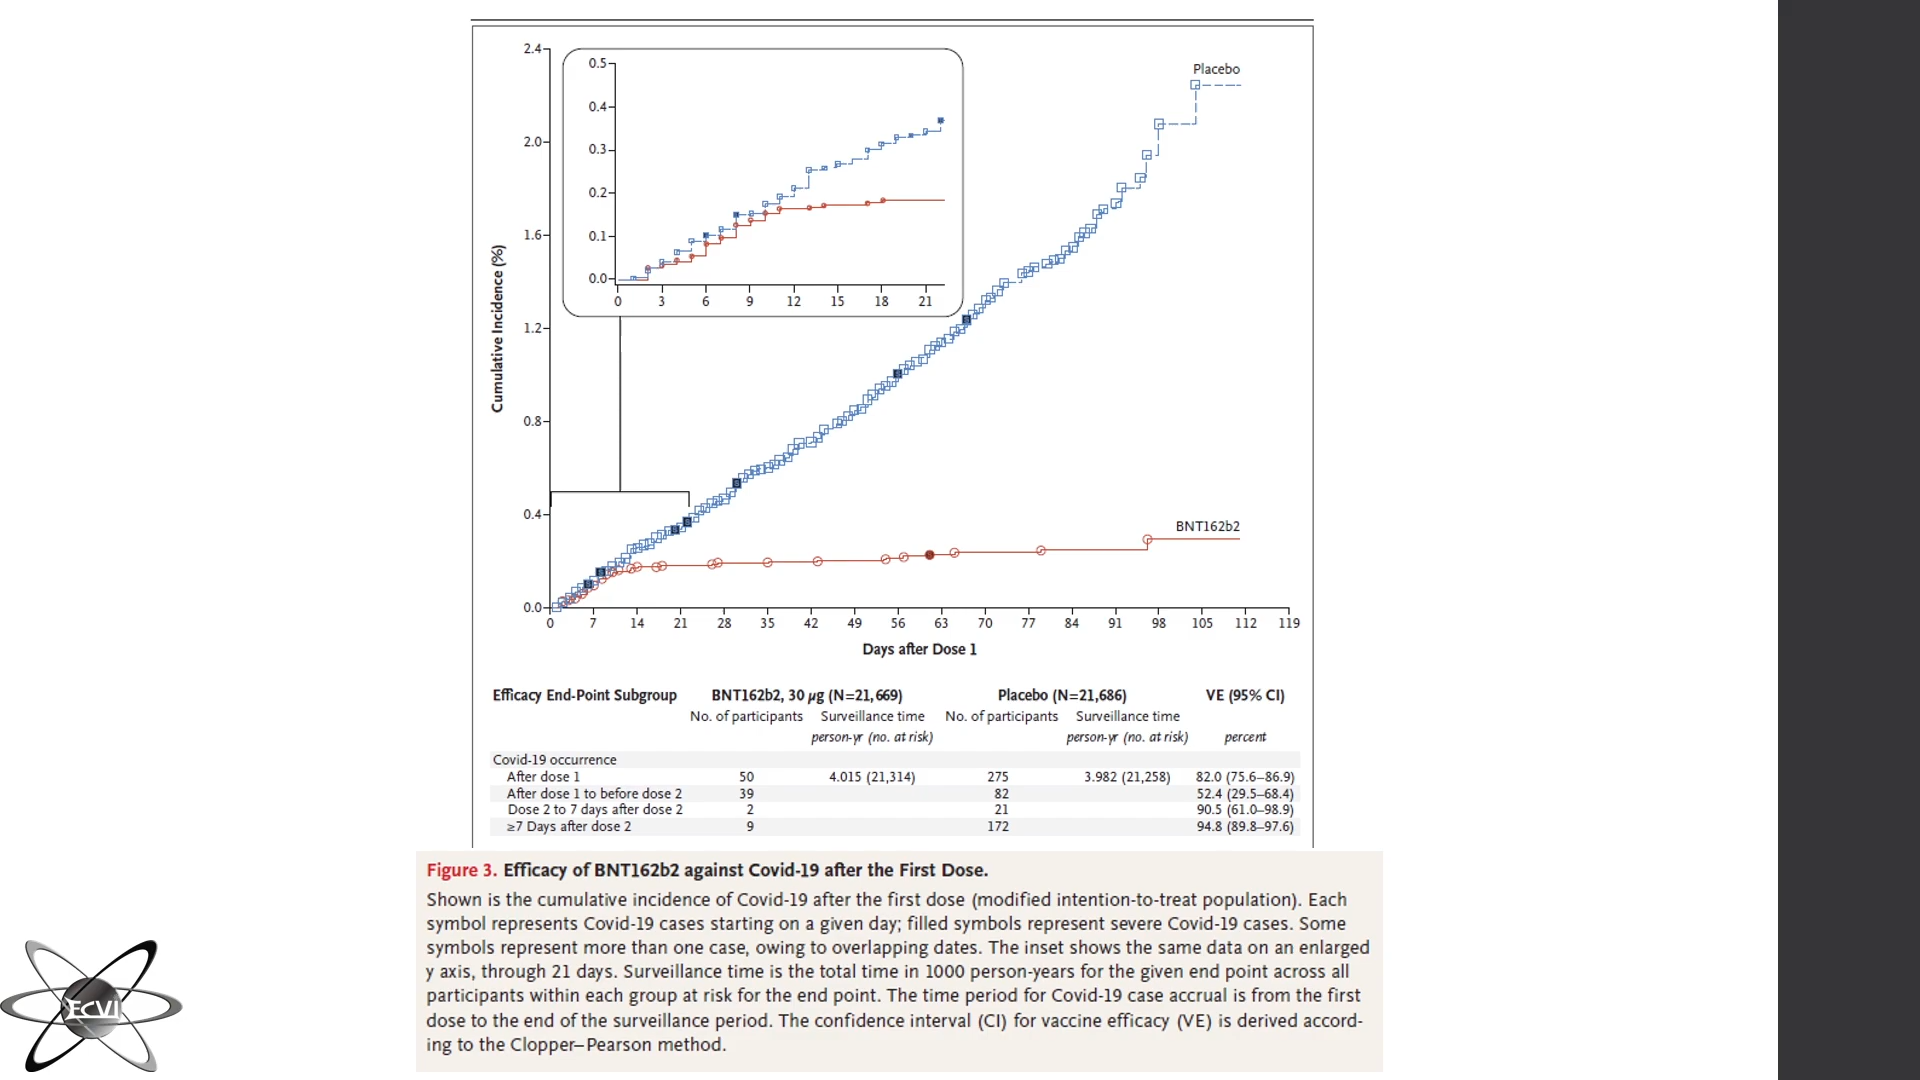 2.4
Placebo
0.5
0.4
2.0
0.3
0.2
1.6
0.1
0.0
0 3 6 9 12 15 18 21
1.2
Cumulative Incidence (%)
0.8
0.4
BNT162b2
0.0
0 7 14 21 28 35 42 49 56 63 70 77 84 91 98 105 112 119
Days after Dose 1
Efficacy End-Point Subgroup BNT162b2, 30 µg (N=21,669) Placebo (N=21,686) VE (95% CI)
No. of participants Surveillance time No. of participants Surveillance time
person-yr (no. at risk) person-yr (no. at risk) percent
Covid-19 occurrence
After dose 1 50 4.015 (21,314) 275 3.982 (21,258) 82.0 (75.6–86.9)
After dose 1 to before dose 2 39 82 52.4 (29.5–68.4)
Dose 2 to 7 days after dose 2 2 21 90.5 (61.0–98.9)
≥7 Days after dose 2 9 172 94.8 (89.8–97.6)
Figure 3. Efficacy of BNT162b2 against Covid-19 after the First Dose.
Shown is the cumulative incidence of Covid-19 after the first dose (modified intention-to-treat population). Each
symbol represents Covid-19 cases starting on a given day; filled symbols represent severe Covid-19 cases. Some
symbols represent more than one case, owing to overlapping dates. The inset shows the same data on an enlarged
y axis, through 21 days. Surveillance time is the total time in 1000 person-years for the given end point across all
participants within each group at risk for the end point. The time period for Covid-19 case accrual is from the first
dose to the end of the surveillance period. The confidence interval (CI) for vaccine efficacy (VE) is derived accord-
ing to the Clopper–Pearson method.
ECVI